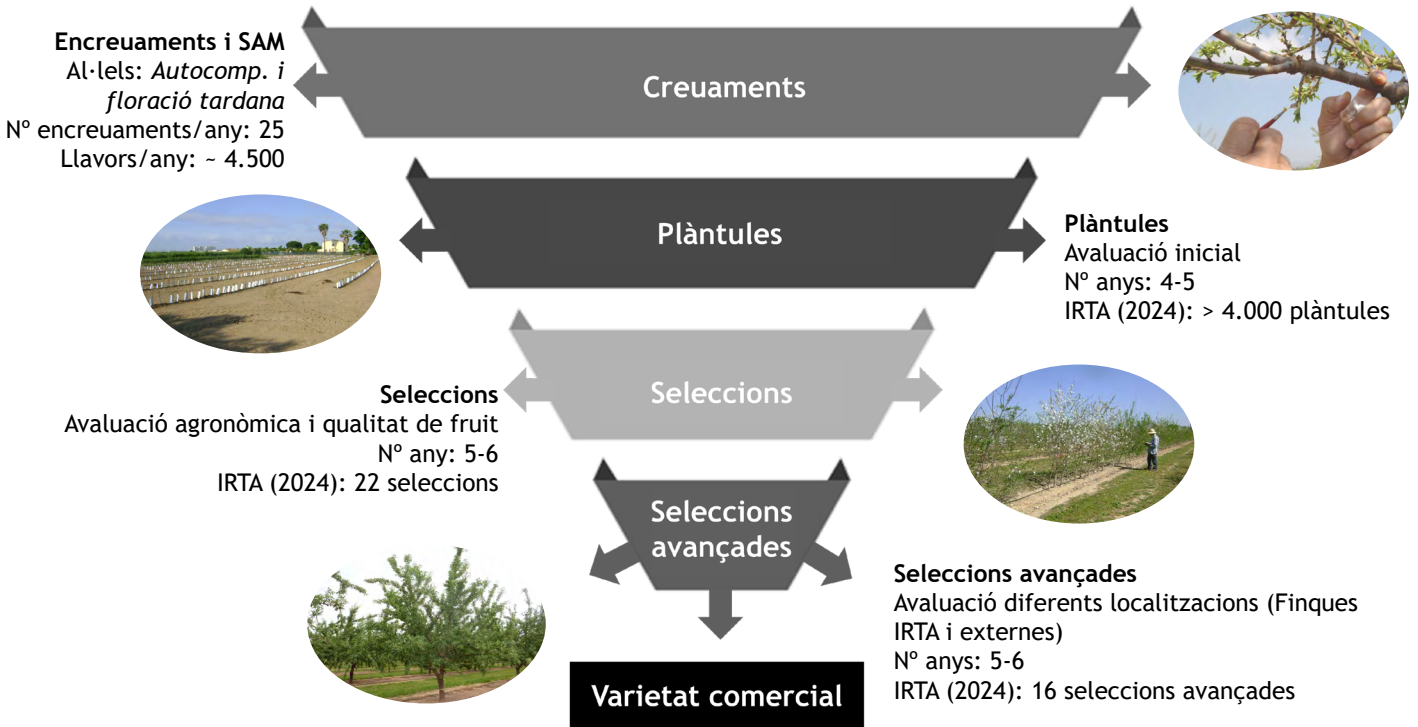 Encreuaments i SAM
Al·lels: Autocomp. i
floració tardana
Nº encreuaments/any: 25
Llavors/any: ~ 4.500
Creuaments
Plàntules
Plàntules
Avaluació inicial
Nº anys: 4-5
IRTA (2024): > 4.000 plàntules
Seleccions
Seleccions
Avaluació agronòmica i qualitat de fruit
Nº any: 5-6
IRTA (2024): 22 seleccions
Seleccions
avançades
Seleccions avançades
Avaluació diferents localitzacions (Finques
IRTA i externes)
Nº anys: 5-6
IRTA (2024): 16 seleccions avançades
Varietat comercial